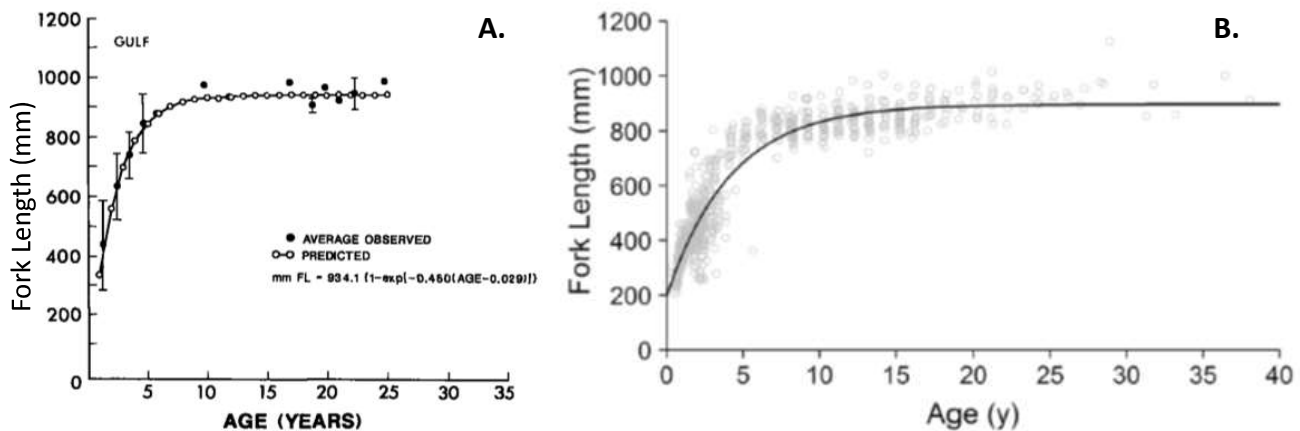 A.
GULF
1200
1000
800
600
400
200
0
Fork Length (mm)
● AVERAGE OBSERVED
○─○ PREDICTED
mm FL = 934.1 {1-exp[-0.450(AGE-0.029)]}
5 10 15 20 25 30 35
AGE (YEARS)
B.
1200
1000
800
600
400
200
0
Fork Length (mm)
0 5 10 15 20 25 30 35 40
Age (y)